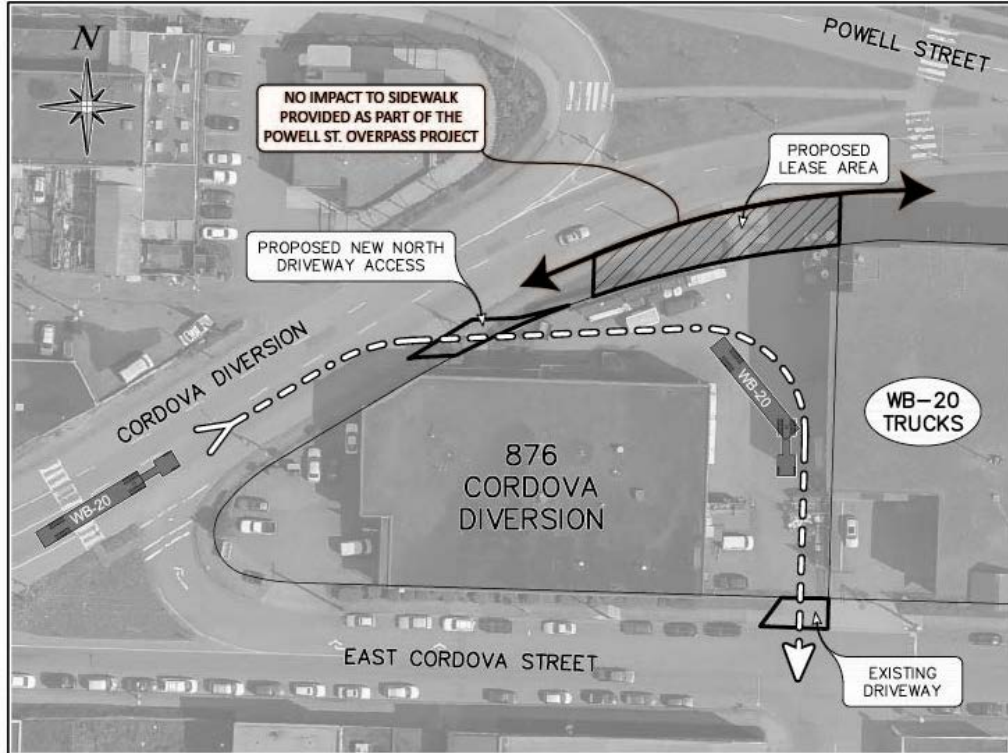 N
POWELL STREET
NO IMPACT TO SIDEWALK
PROVIDED AS PART OF THE
POWELL ST. OVERPASS PROJECT
PROPOSED
LEASE AREA
PROPOSED NEW NORTH
DRIVEWAY ACCESS
CORDOVA DIVERSION
WB-20
WB-20
WB-20
TRUCKS
876
CORDOVA
DIVERSION
EAST CORDOVA STREET
EXISTING
DRIVEWAY